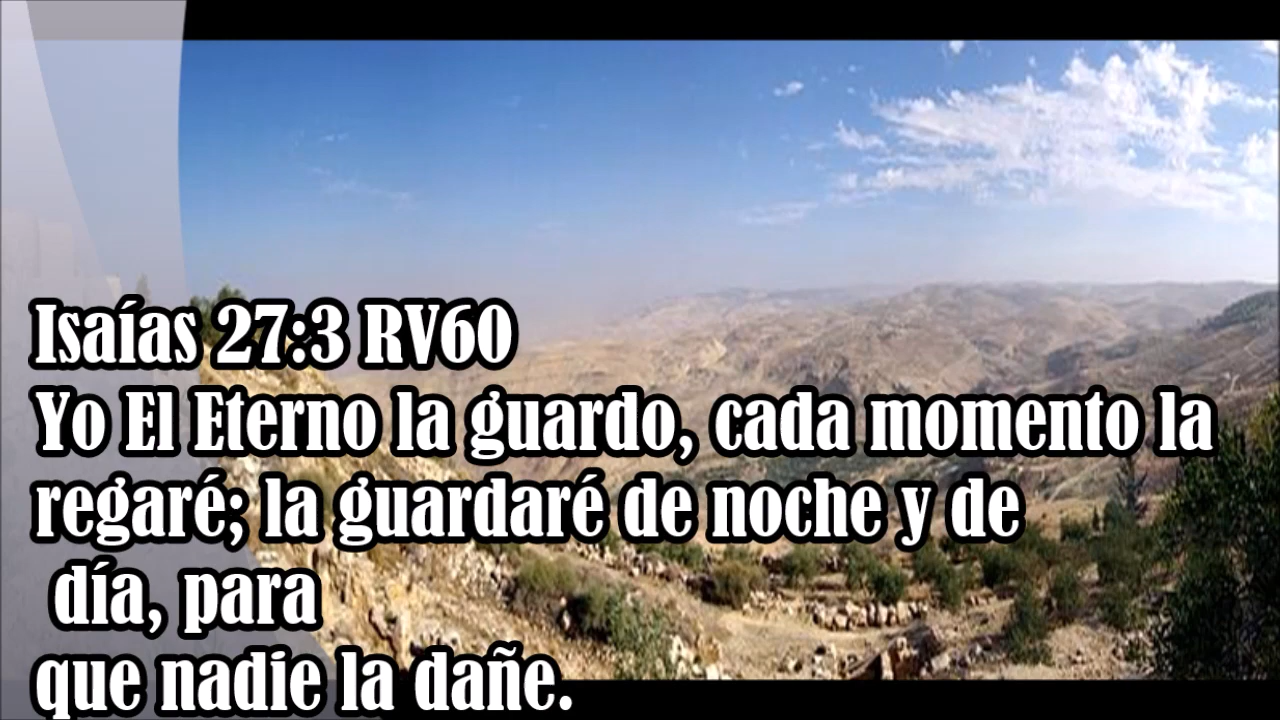 Isaías 27:3 RV60
Yo El Eterno la guardo, cada momento la
regaré; la guardaré de noche y de
día, para
que nadie la dañe.